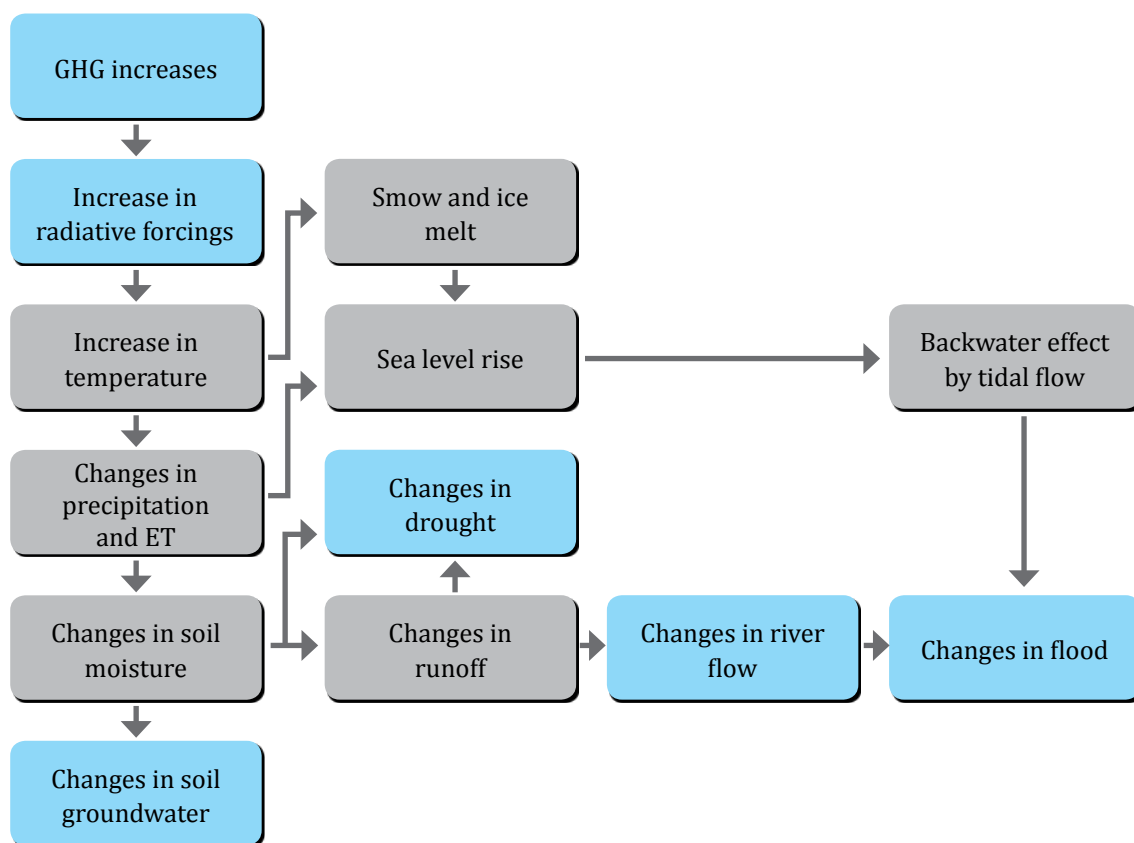 GHG increases
Increase in
radiative forcings
Smow and ice
melt
Increase in
temperature
Sea level rise
Backwater effect
by tidal flow
Changes in
precipitation
and ET
Changes in
drought
Changes in soil
moisture
Changes in
runoff
Changes in river
flow
Changes in flood
Changes in soil
groundwater